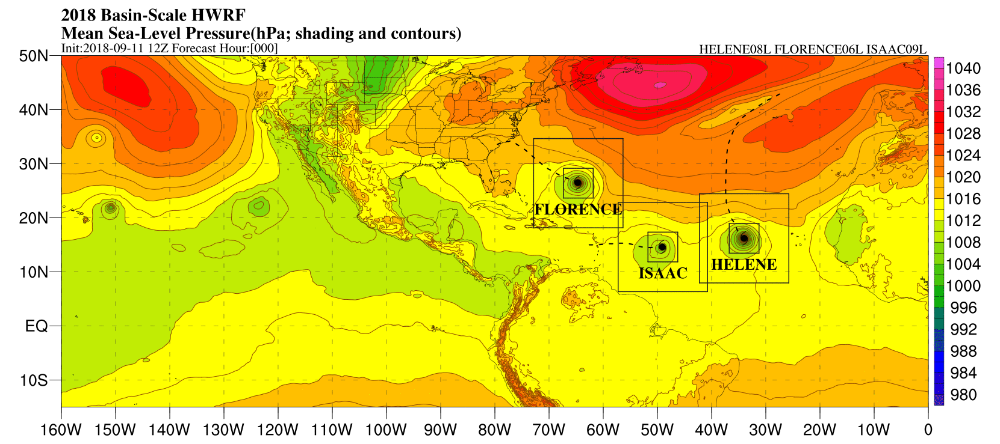 2018 Basin-Scale HWRF
Mean Sea-Level Pressure(hPa; shading and contours)
Init:2018-09-11 12Z Forecast Hour:[000]
HELENE08L FLORENCE06L ISAAC09L
50N
40N
30N
20N
10N
EQ
10S
FLORENCE
ISAAC
HELENE
1040
1036
1032
1028
1024
1020
1016
1012
1008
1004
1000
996
992
988
984
980
160W 150W 140W 130W 120W 110W 100W 90W 80W 70W 60W 50W 40W 30W 20W 10W 0